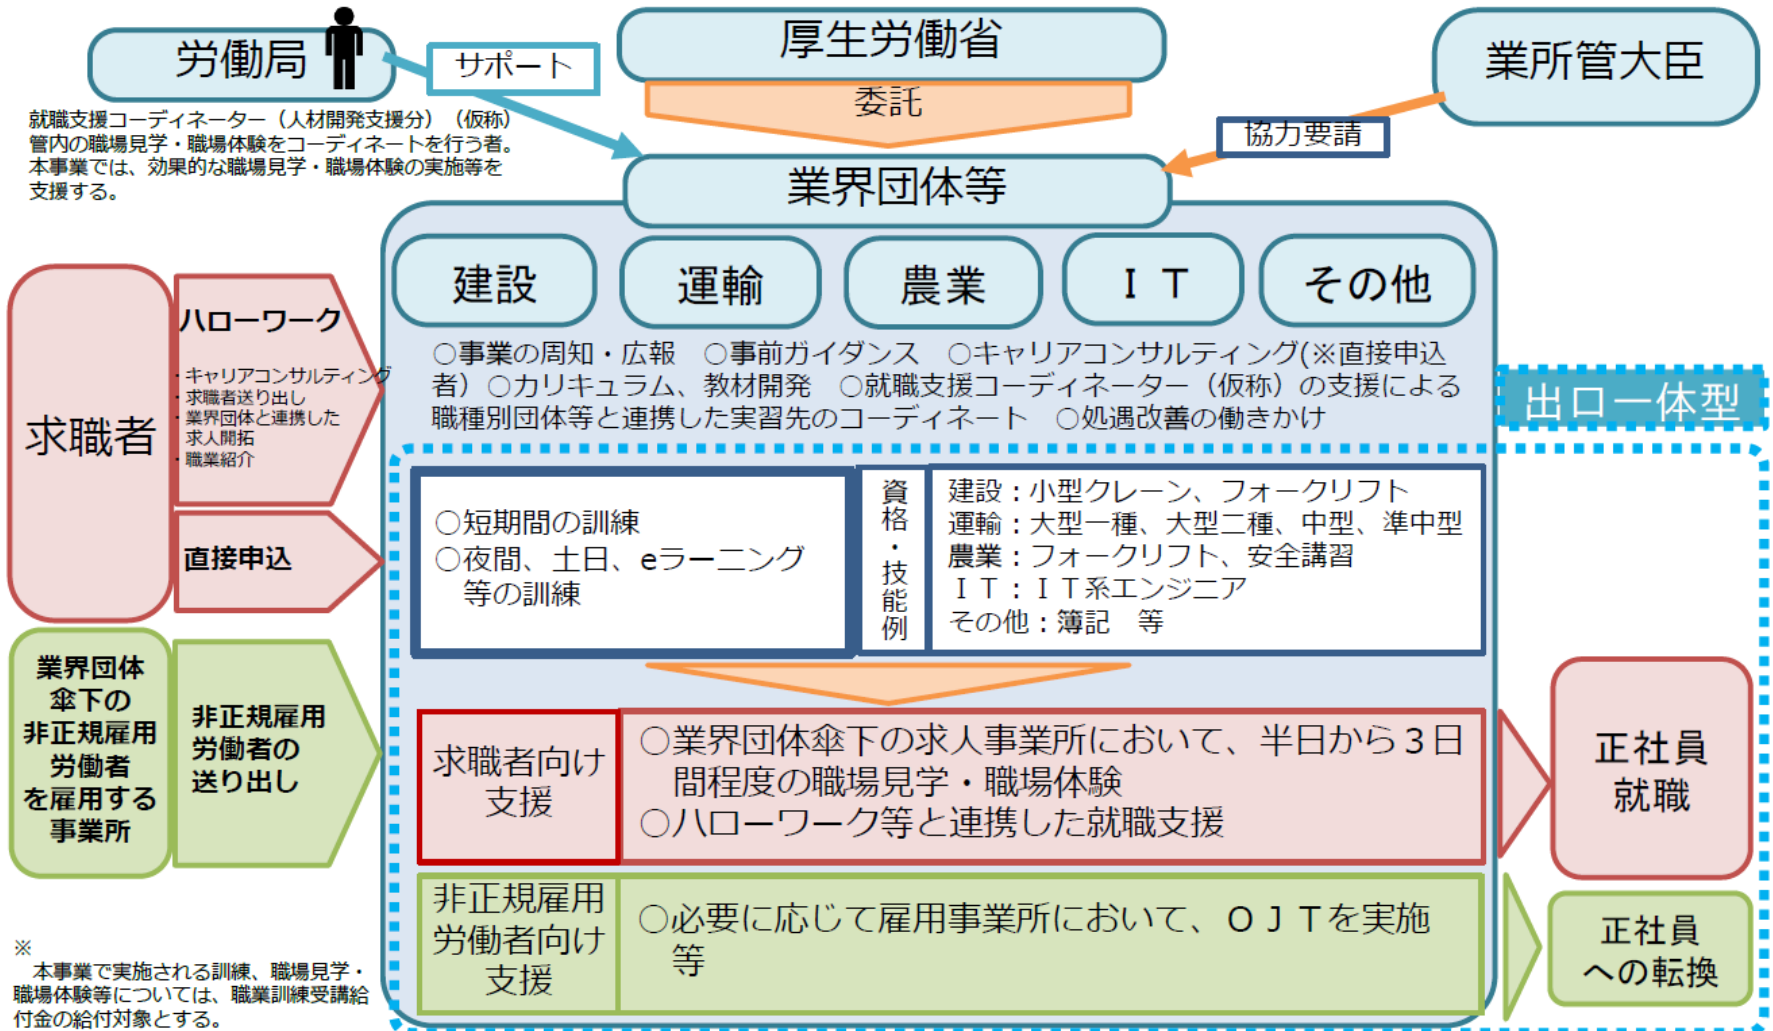 労働局
サポート
厚生労働省
委託
業所管大臣
協力要請
就職支援コーディネーター（人材開発支援分）（仮称）
管内の職場見学・職場体験をコーディネートを行う者。
本事業では、効果的な職場見学・職場体験の実施等を
支援する。
業界団体等
建設
運輸
農業
ＩＴ
その他
○事業の周知・広報　○事前ガイダンス　○キャリアコンサルティング(※直接申込
者）○カリキュラム、教材開発　○就職支援コーディネーター（仮称）の支援による
職種別団体等と連携した実習先のコーディネート　○処遇改善の働きかけ
出口一体型
求職者
ハローワーク
・キャリアコンサルティング
・求職者送り出し
・業界団体と連携した
求人開拓
・職業紹介
直接申込
○短期間の訓練
○夜間、土日、eラーニング
等の訓練
資格・技能例
建設：小型クレーン、フォークリフト
運輸：大型一種、大型二種、中型、準中型
農業：フォークリフト、安全講習
ＩＴ：ＩＴ系エンジニア
その他：簿記　等
業界団体
傘下の
非正規雇用
労働者
を雇用する
事業所
非正規雇用
労働者の
送り出し
求職者向け
支援
○業界団体傘下の求人事業所において、半日から３日
間程度の職場見学・職場体験
○ハローワーク等と連携した就職支援
正社員
就職
非正規雇用
労働者向け
支援
○必要に応じて雇用事業所において、ＯＪＴを実施
等
正社員
への転換
※
本事業で実施される訓練、職場見学・
職場体験等については、職業訓練受講給
付金の給付対象とする。